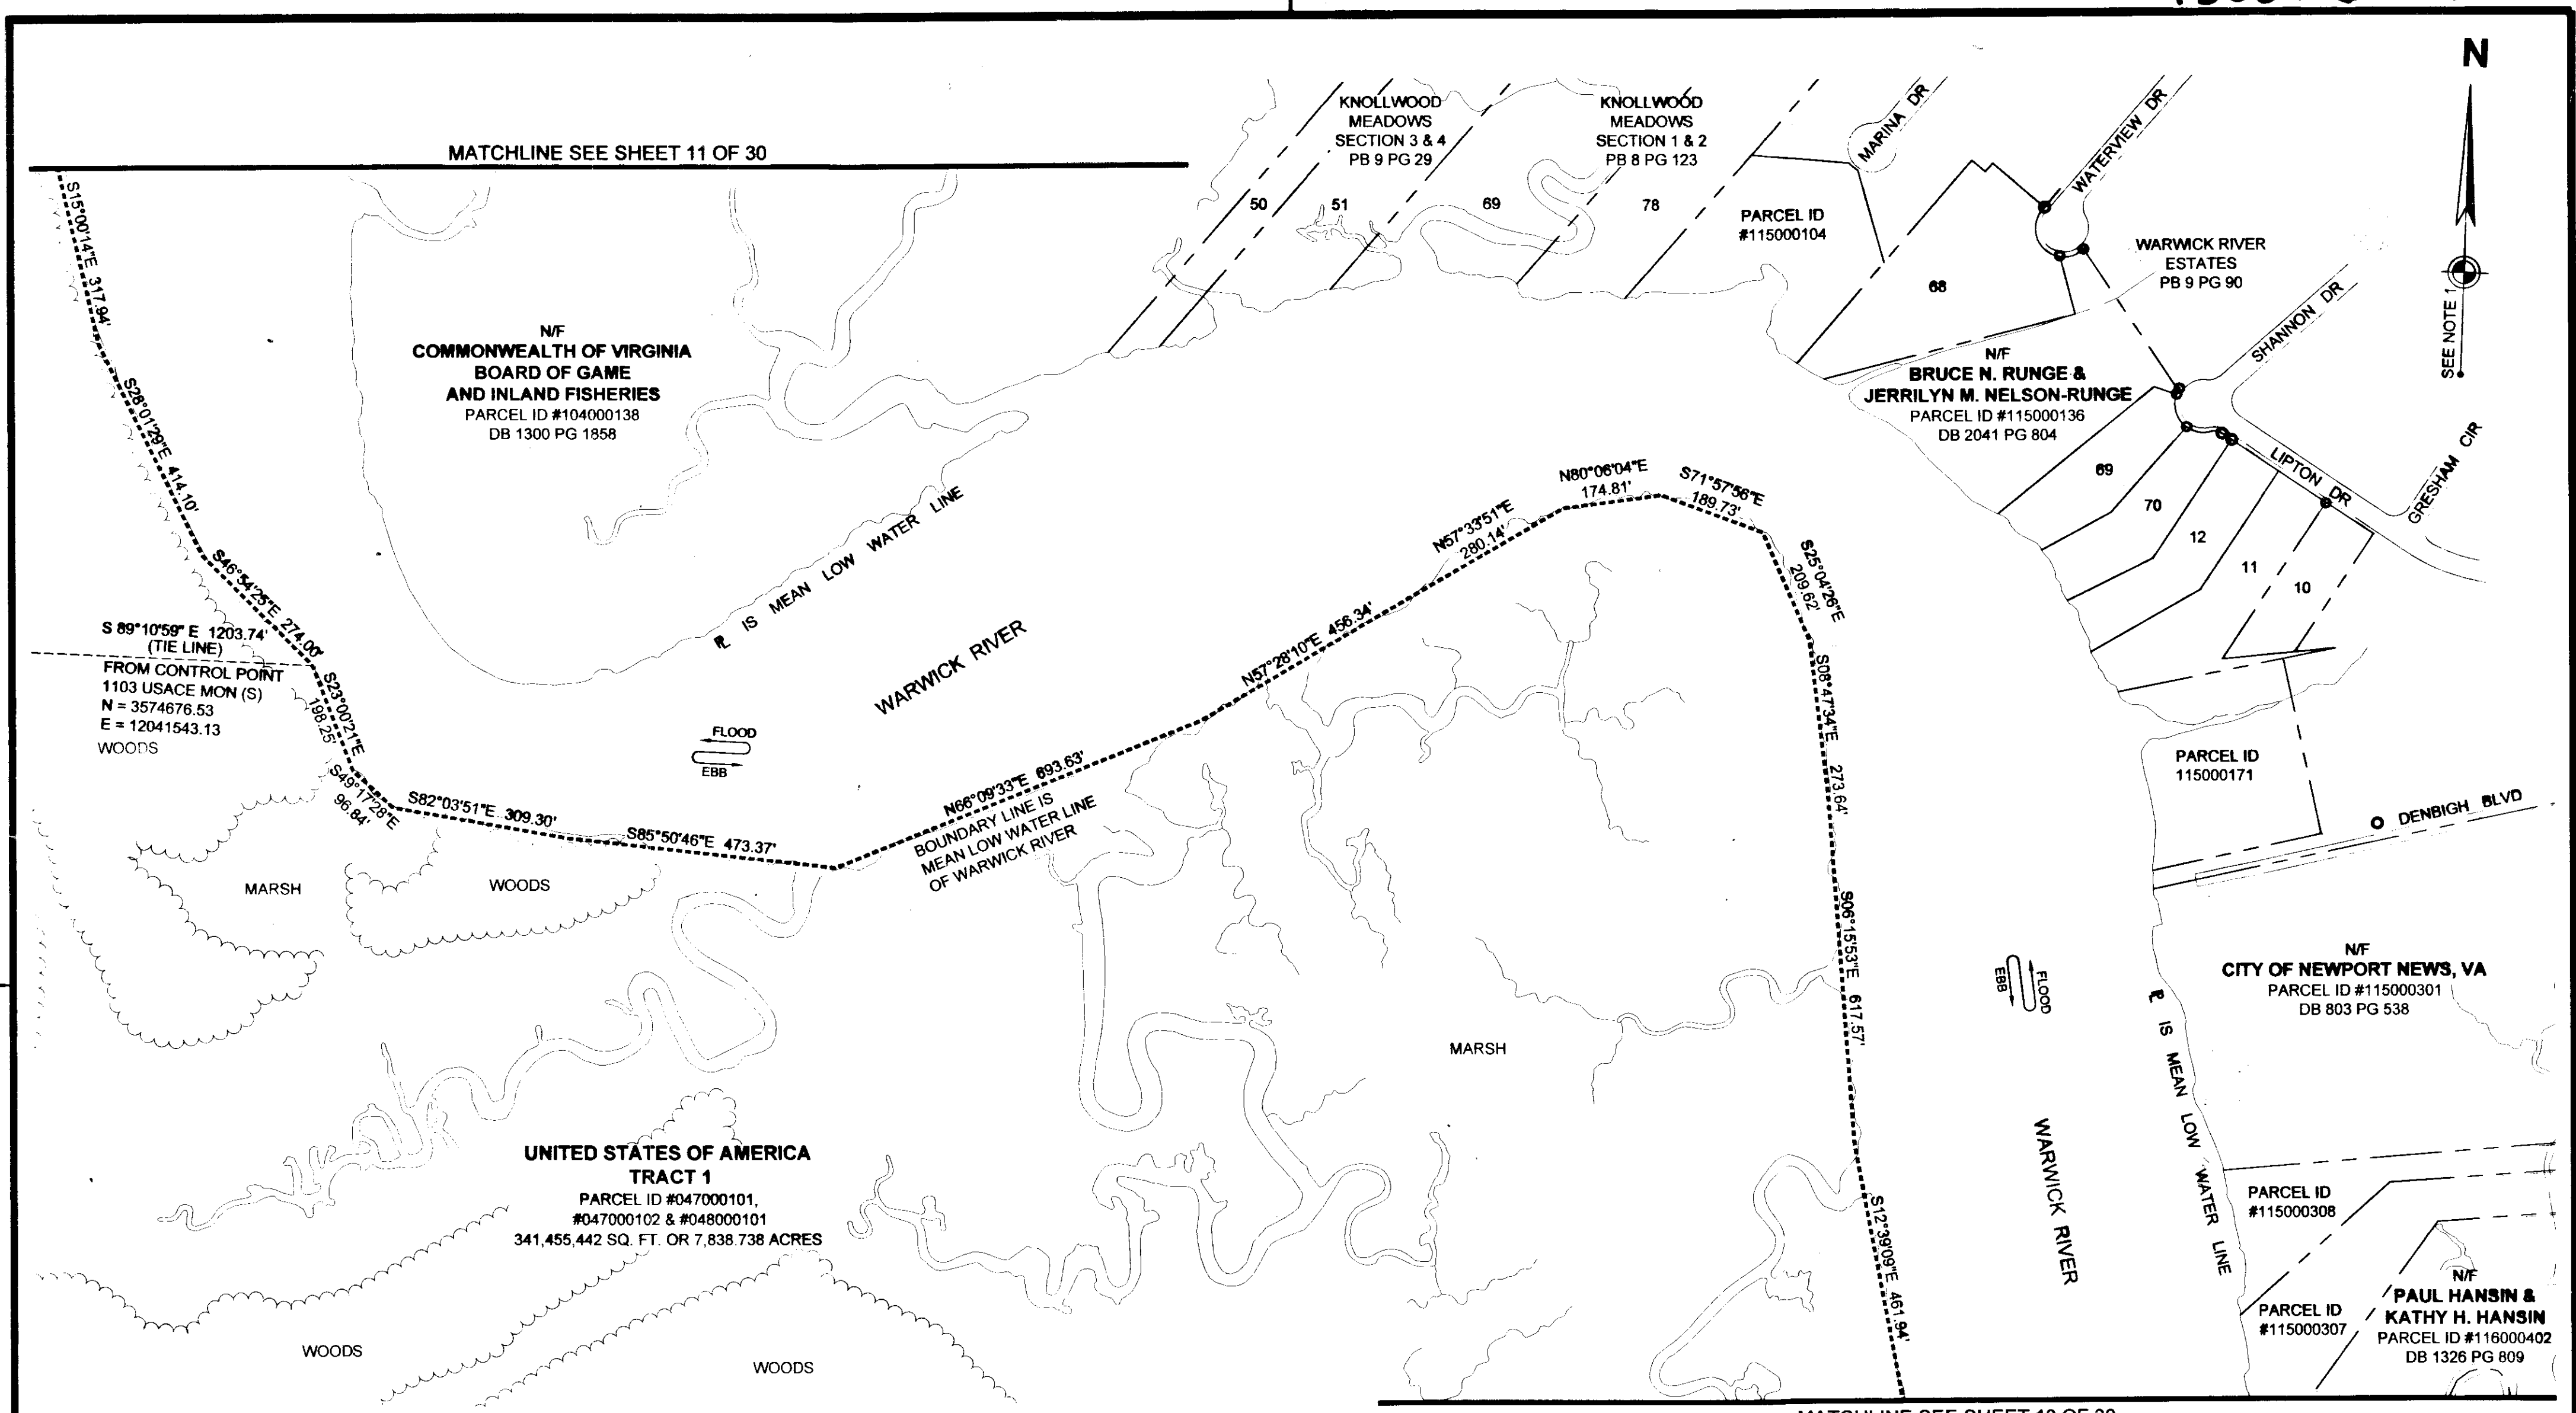 N
SEE NOTE 1
MATCHLINE SEE SHEET 11 OF 30
KNOLLWOOD
MEADOWS
SECTION 3 & 4
PB 9 PG 29
KNOLLWOOD
MEADOWS
SECTION 1 & 2
PB 8 PG 123
MARINA DR
WATERVIEW DR
50
51
69
78
PARCEL ID
#115000104
68
WARWICK RIVER
ESTATES
PB 9 PG 90
SHANNON DR
S15°00'14"E 317.94'
N/F
COMMONWEALTH OF VIRGINIA
BOARD OF GAME
AND INLAND FISHERIES
PARCEL ID #104000138
DB 1300 PG 1858
N/F
BRUCE N. RUNGE &
JERRILYN M. NELSON-RUNGE
PARCEL ID #115000136
DB 2041 PG 804
S28°01'29"E 414.10'
69
70
12
11
10
LIPTON DR
GRESHAM CIR
N80°06'04"E
174.81'
S71°57'56"E
189.73'
N57°33'51"E
280.14'
S25°04'26"E
209.62'
S46°54'25"E 274.00'
℄ IS MEAN LOW WATER LINE
S 89°10'59" E 1203.74'
(TIE LINE)
FROM CONTROL POINT
1103 USACE MON (S)
N = 3574676.53
E = 12041543.13
WOODS
WARWICK RIVER
N57°28'10"E 456.34'
S23°00'21"E
198.25'
S08°47'34"E 273.64'
FLOOD
EBB
S49°17'28"E
96.84'
S82°03'51"E 309.30'
S85°50'46"E 473.37'
N66°09'33"E 693.63'
BOUNDARY LINE IS
MEAN LOW WATER LINE
OF WARWICK RIVER
PARCEL ID
115000171
DENBIGH BLVD
MARSH
WOODS
S06°15'53"E 617.57'
FLOOD
EBB
N/F
CITY OF NEWPORT NEWS, VA
PARCEL ID #115000301
DB 803 PG 538
MARSH
℄ IS MEAN LOW WATER LINE
WARWICK RIVER
UNITED STATES OF AMERICA
TRACT 1
PARCEL ID #047000101,
#047000102 & #048000101
341,455,442 SQ. FT. OR 7,838.738 ACRES
S12°39'09"E 461.94'
PARCEL ID
#115000308
PARCEL ID
#115000307
N/F
PAUL HANSIN &
KATHY H. HANSIN
PARCEL ID #116000402
DB 1326 PG 809
WOODS
WOODS
MATCHLINE SEE SHEET